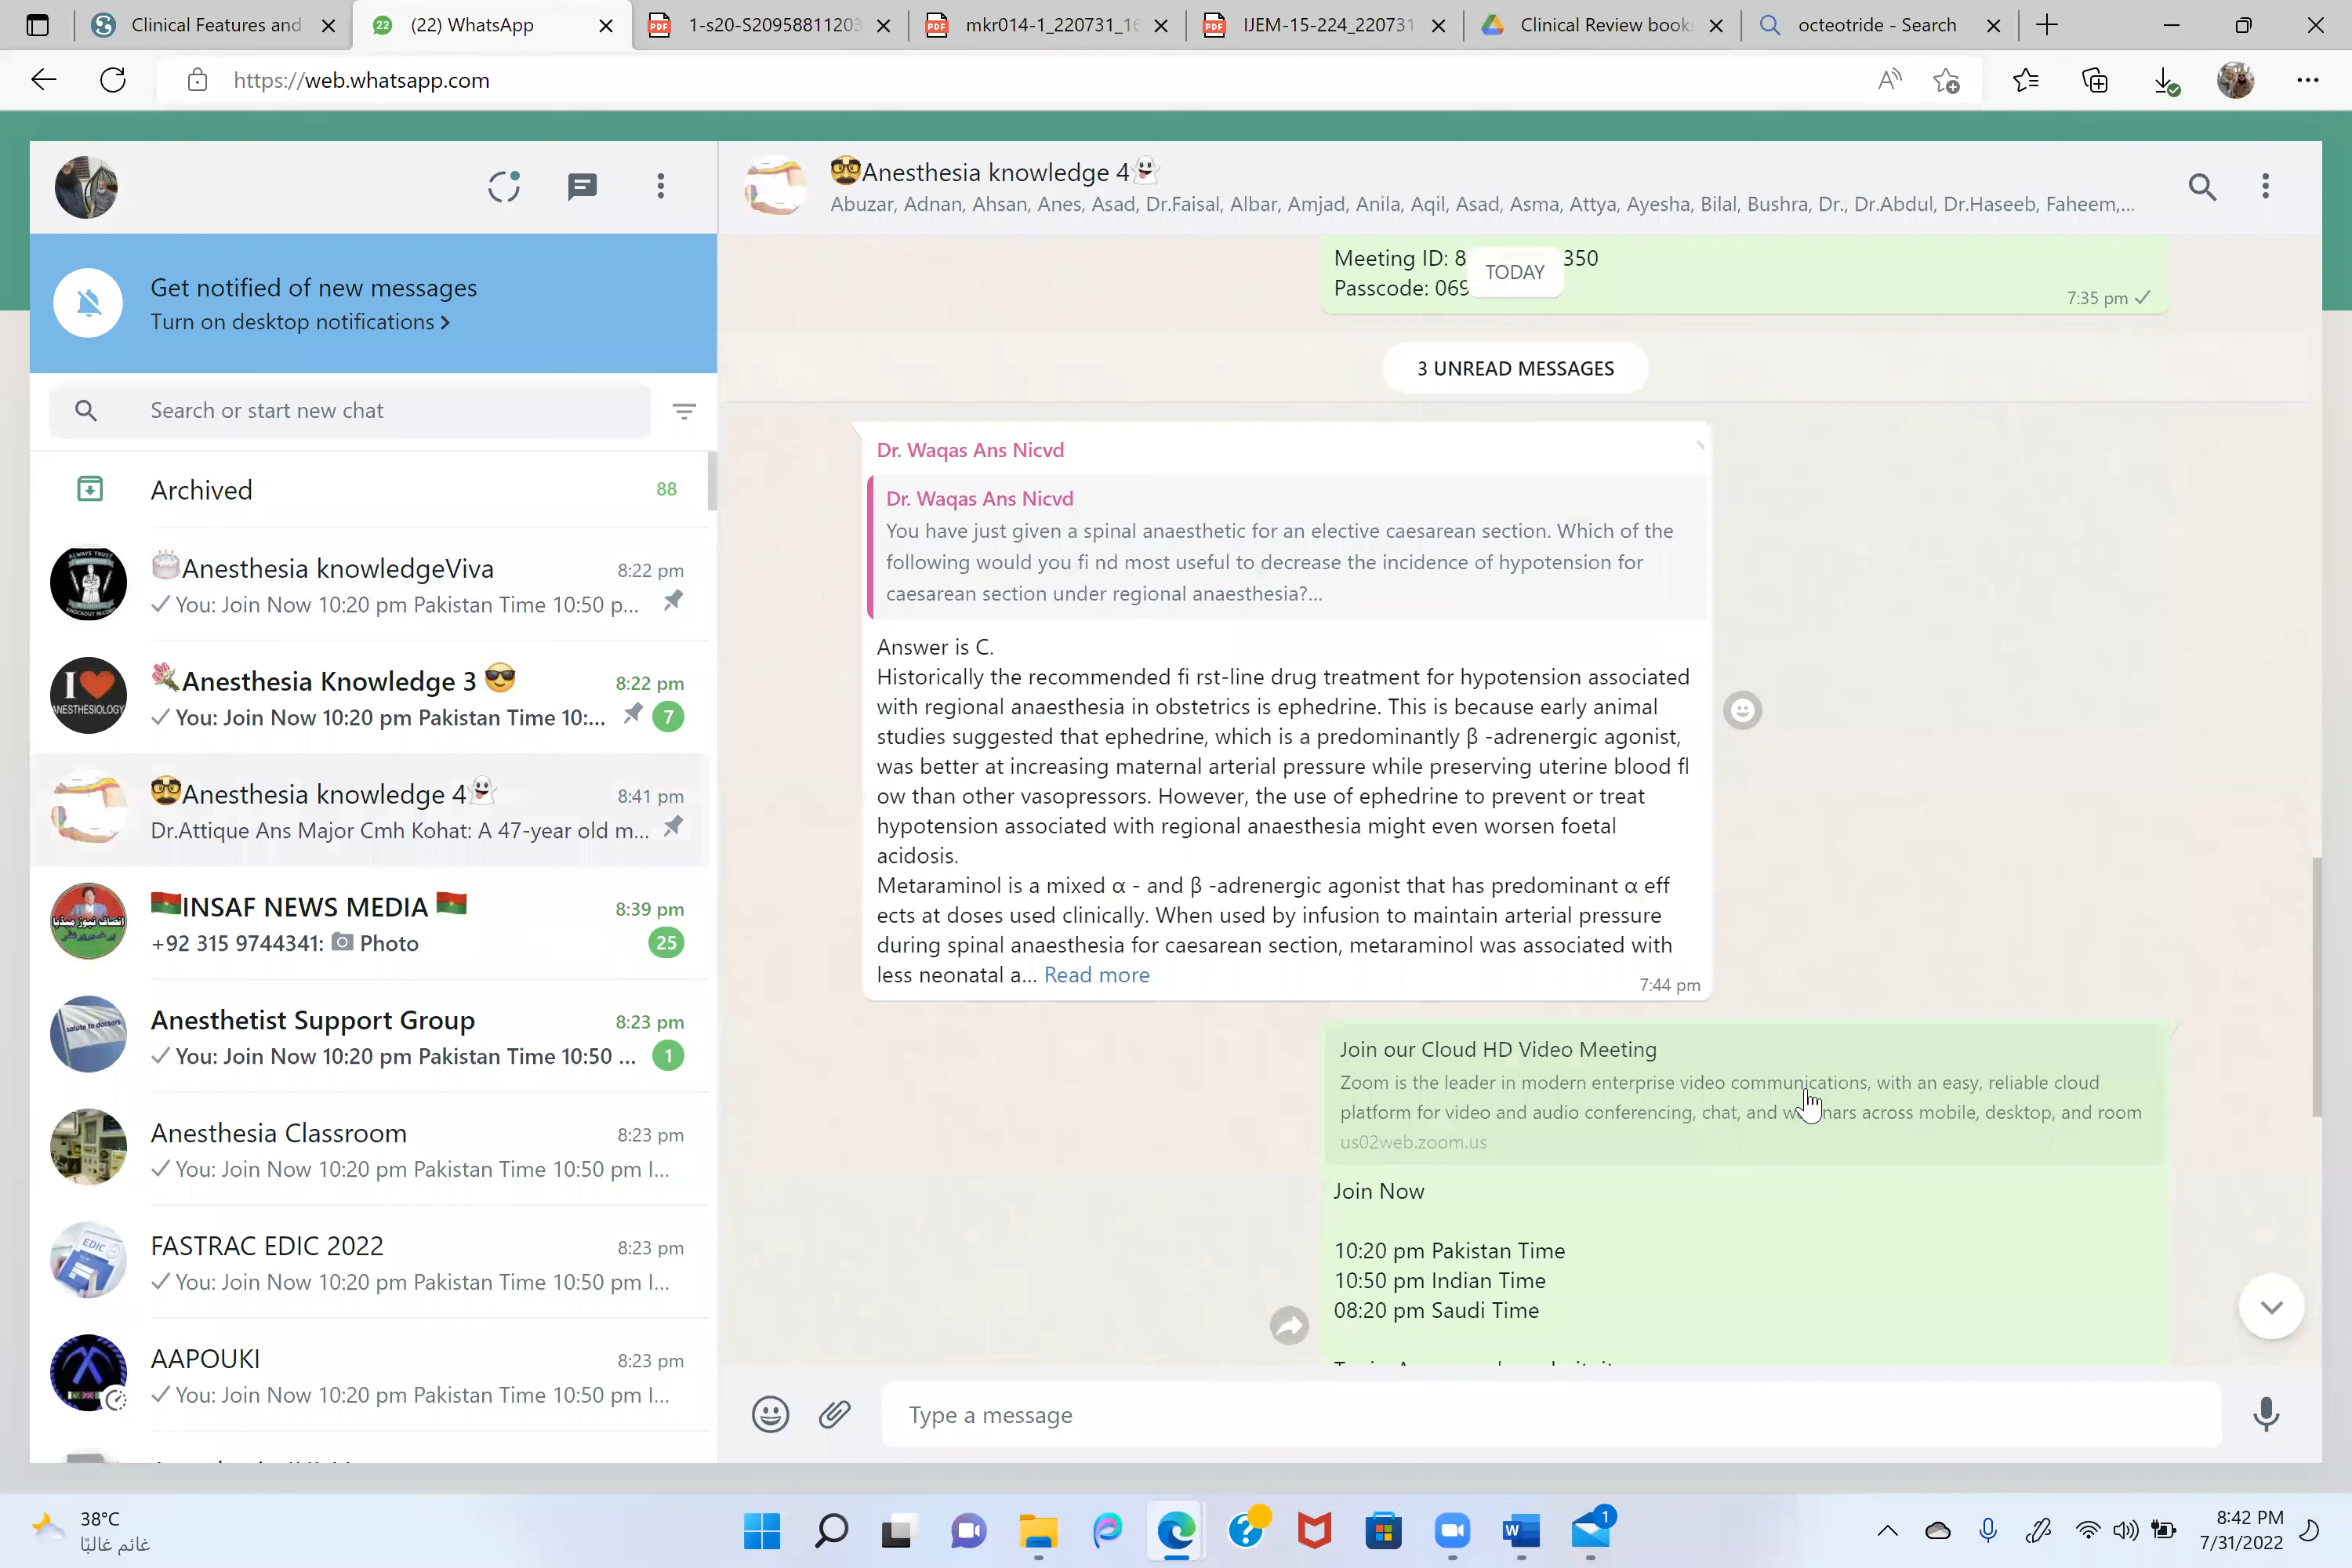 Clinical Features and
(22) WhatsApp
1-s20-S2095881120
mkr014-1_220731_1
IJEM-15-224_220731
Clinical Review book
octeotride - Search
https://web.whatsapp.com
Get notified of new messages
Turn on desktop notifications >
Search or start new chat
Archived
88
🎂Anesthesia knowledgeViva
8:22 pm
You: Join Now 10:20 pm Pakistan Time 10:50 p...
🌹Anesthesia Knowledge 3 😎
8:22 pm
You: Join Now 10:20 pm Pakistan Time 10:...
7
🥸Anesthesia knowledge 4👻
8:41 pm
Dr.Attique Ans Major Cmh Kohat: A 47-year old m...
🇧🇫INSAF NEWS MEDIA 🇧🇫
8:39 pm
+92 315 9744341: 📷 Photo
25
Anesthetist Support Group
8:23 pm
You: Join Now 10:20 pm Pakistan Time 10:50 ...
1
Anesthesia Classroom
8:23 pm
You: Join Now 10:20 pm Pakistan Time 10:50 pm I...
FASTRAC EDIC 2022
8:23 pm
You: Join Now 10:20 pm Pakistan Time 10:50 pm I...
AAPOUKI
8:23 pm
You: Join Now 10:20 pm Pakistan Time 10:50 pm I...
🥸Anesthesia knowledge 4👻
Abuzar, Adnan, Ahsan, Anes, Asad, Dr.Faisal, Albar, Amjad, Anila, Aqil, Asad, Asma, Attya, Ayesha, Bilal, Bushra, Dr., Dr.Abdul, Dr.Haseeb, Faheem,...
Meeting ID: 8 350
TODAY
Passcode: 069
7:35 pm
3 UNREAD MESSAGES
Dr. Waqas Ans Nicvd
Dr. Waqas Ans Nicvd
You have just given a spinal anaesthetic for an elective caesarean section. Which of the
following would you fi nd most useful to decrease the incidence of hypotension for
caesarean section under regional anaesthesia?...
Answer is C.
Historically the recommended fi rst-line drug treatment for hypotension associated
with regional anaesthesia in obstetrics is ephedrine. This is because early animal
studies suggested that ephedrine, which is a predominantly β -adrenergic agonist,
was better at increasing maternal arterial pressure while preserving uterine blood fl
ow than other vasopressors. However, the use of ephedrine to prevent or treat
hypotension associated with regional anaesthesia might even worsen foetal
acidosis.
Metaraminol is a mixed α - and β -adrenergic agonist that has predominant α eff
ects at doses used clinically. When used by infusion to maintain arterial pressure
during spinal anaesthesia for caesarean section, metaraminol was associated with
less neonatal a... Read more
7:44 pm
Join our Cloud HD Video Meeting
Zoom is the leader in modern enterprise video communications, with an easy, reliable cloud
platform for video and audio conferencing, chat, and webinars across mobile, desktop, and room
us02web.zoom.us
Join Now
10:20 pm Pakistan Time
10:50 pm Indian Time
08:20 pm Saudi Time
Type a message
38°C
غائم غالبًا
8:42 PM
7/31/2022